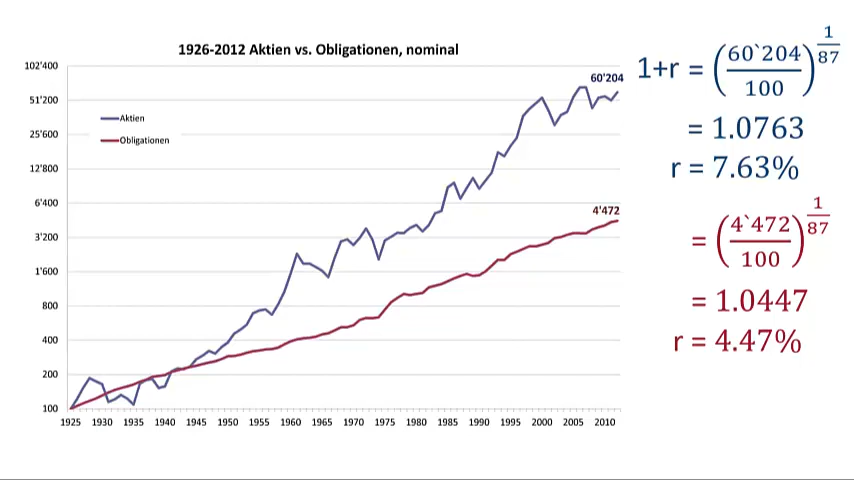 1926-2012 Aktien vs. Obligationen, nominal
102'400
51'200
25'600
12'800
6'400
3'200
1'600
800
400
200
100
Aktien
Obligationen
60'204
4'472
1925 1930 1935 1940 1945 1950 1955 1960 1965 1970 1975 1980 1985 1990 1995 2000 2005 2010
1+r = (60`204/100)^(1/87)
= 1.0763
r = 7.63%
= (4`472/100)^(1/87)
= 1.0447
r = 4.47%